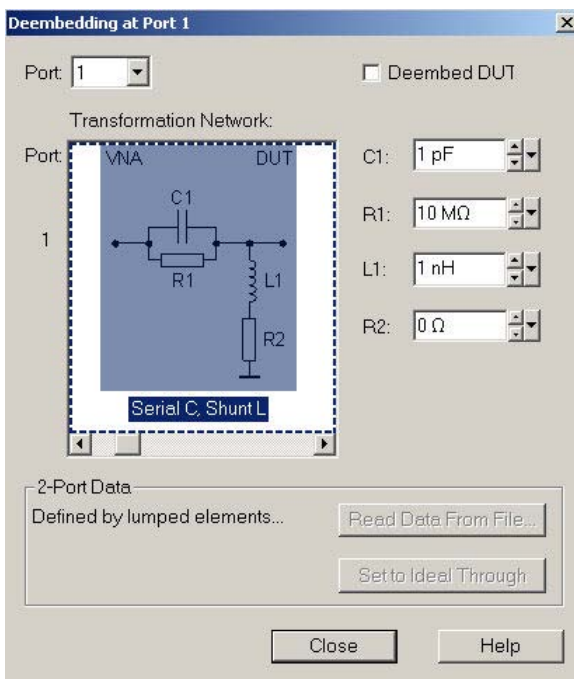 Deembedding at Port 1
Port: 1
Deembed DUT
Transformation Network:
Port:
VNA DUT
C1
R1
L1
R2
1
Serial C, Shunt L
C1: 1 pF
R1: 10 MΩ
L1: 1 nH
R2: 0 Ω
2-Port Data
Defined by lumped elements...
Read Data From File...
Set to Ideal Through
Close
Help